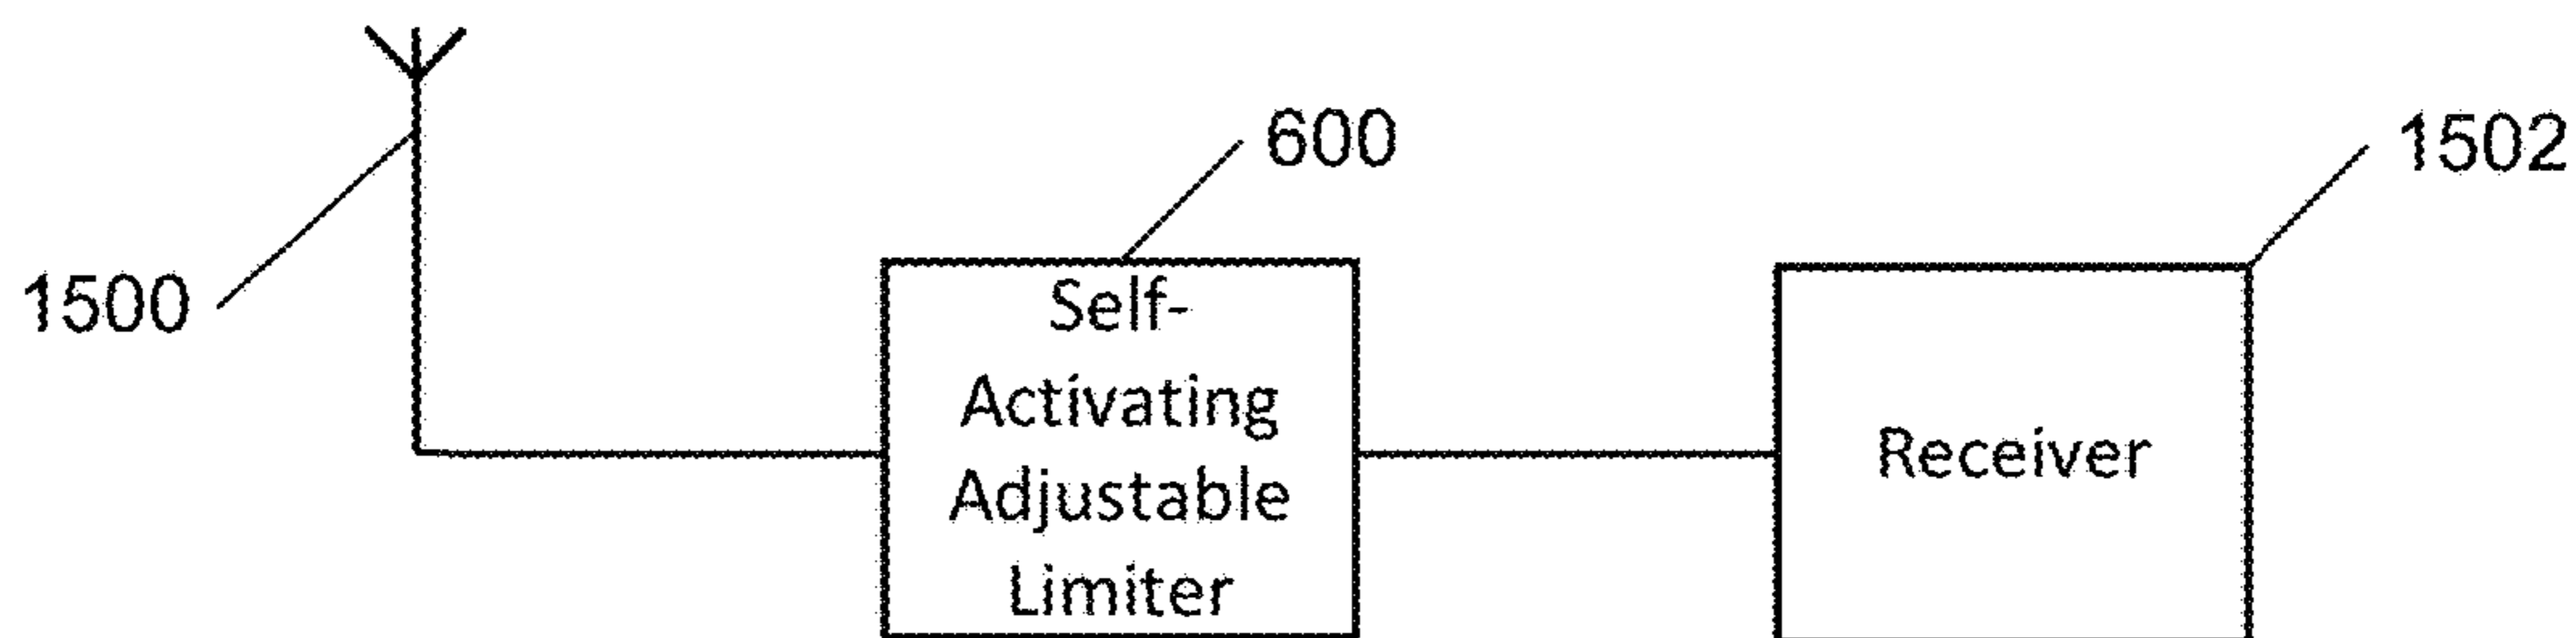 600
1502
1500
Self-
Activating
Adjustable
Limiter
Receiver